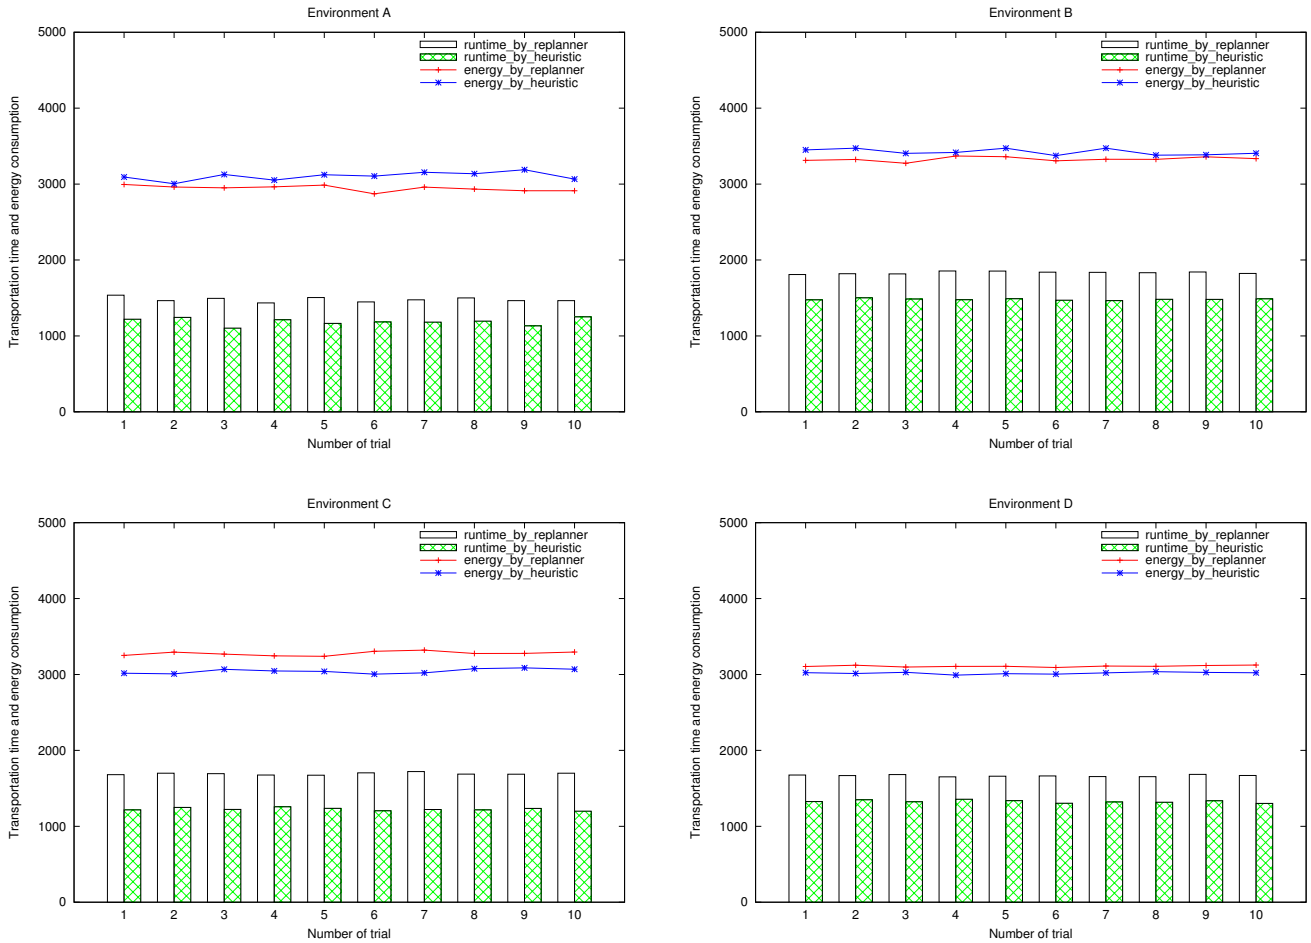 Environment A
5000
4000
3000
2000
1000
0
Transportation time and energy consumption
runtime_by_replanner
runtime_by_heuristic
energy_by_replanner
energy_by_heuristic
1 2 3 4 5 6 7 8 9 10
Number of trial
Environment B
5000
4000
3000
2000
1000
0
Transportation time and energy consumption
runtime_by_replanner
runtime_by_heuristic
energy_by_replanner
energy_by_heuristic
1 2 3 4 5 6 7 8 9 10
Number of trial
Environment C
5000
4000
3000
2000
1000
0
Transportation time and energy consumption
runtime_by_replanner
runtime_by_heuristic
energy_by_replanner
energy_by_heuristic
1 2 3 4 5 6 7 8 9 10
Number of trial
Environment D
5000
4000
3000
2000
1000
0
Transportation time and energy consumption
runtime_by_replanner
runtime_by_heuristic
energy_by_replanner
energy_by_heuristic
1 2 3 4 5 6 7 8 9 10
Number of trial